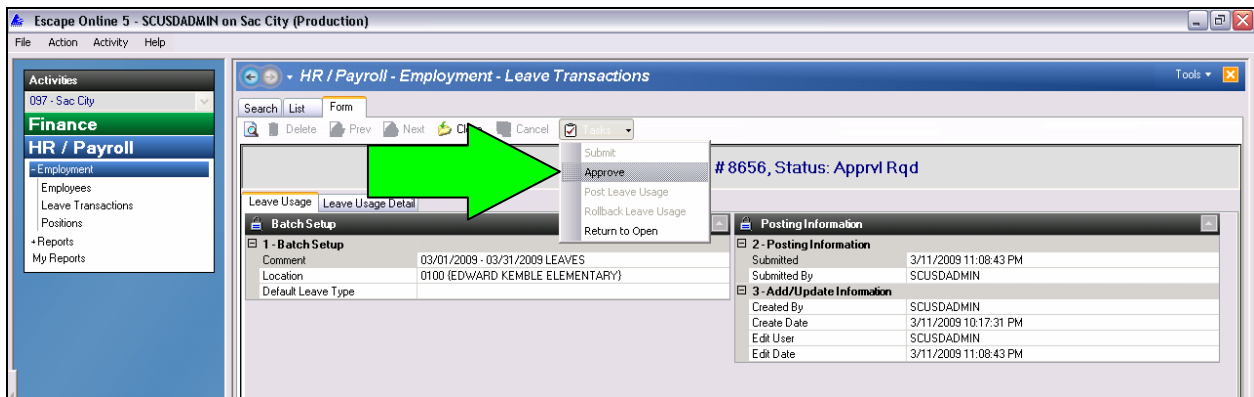 Escape Online 5 - SCUSDADMIN on Sac City (Production)
File Action Activity Help
Activities
097 - Sac City
Finance
HR / Payroll
- Employment
Employees
Leave Transactions
Positions
+ Reports
My Reports
HR / Payroll - Employment - Leave Transactions
Tools
Search List Form
Delete Prev Next Cancel Tasks
Submit
Approve
Post Leave Usage
Rollback Leave Usage
Return to Open
# 8656, Status: Apprvl Rqd
Leave Usage Leave Usage Detail
Batch Setup
1 - Batch Setup
Comment 03/01/2009 - 03/31/2009 LEAVES
Location 0100 {EDWARD KEMBLE ELEMENTARY}
Default Leave Type
Posting Information
2 - Posting Information
Submitted 3/11/2009 11:08:43 PM
Submitted By SCUSDADMIN
3 - Add/Update Information
Created By SCUSDADMIN
Create Date 3/11/2009 10:17:31 PM
Edit User SCUSDADMIN
Edit Date 3/11/2009 11:08:43 PM